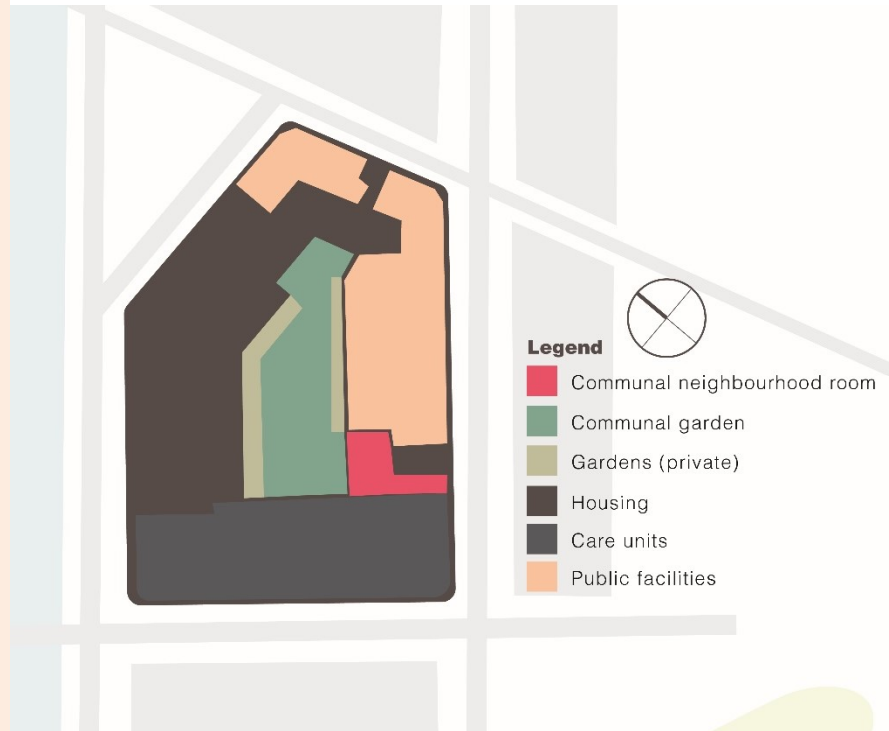 Legend
Communal neighbourhood room
Communal garden
Gardens (private)
Housing
Care units
Public facilities